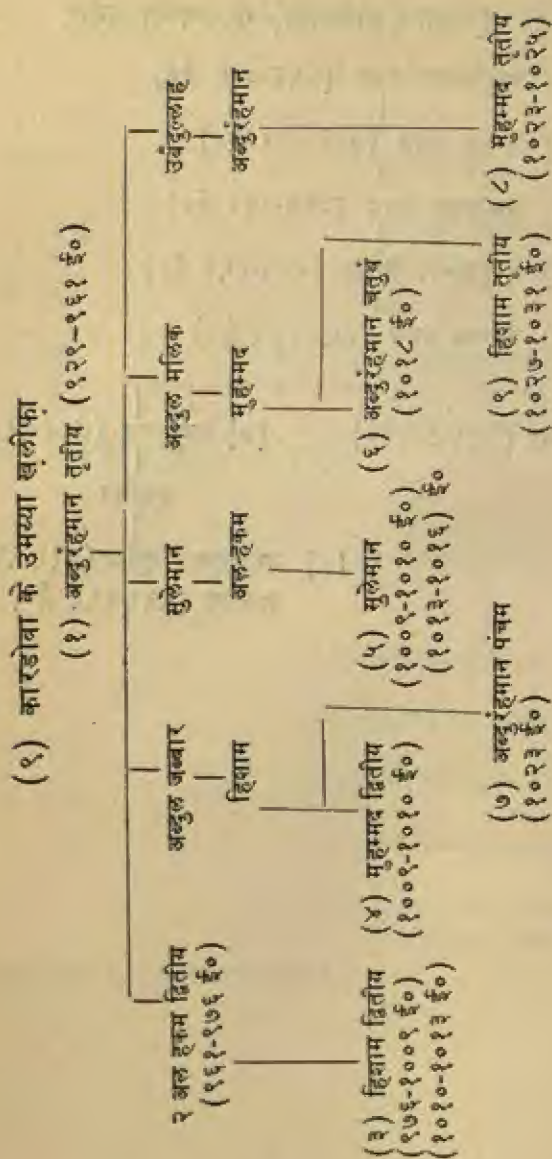 (९) कारडोवा के उमय्या ख़लीफ़ा
(१) अब्दुर्रहमान तृतीय (९२९-९६१ ई०)
२ अल हकम द्वितीय
(९६१-९७६ ई०)
अब्दुल जब्बार
हिशाम
सुलेमान
अल-हकम
अब्दुल मलिक
मुहम्मद
उबैदुल्लाह
अब्दुर्रहमान
(३) हिशाम द्वितीय
(९७६-१००९ ई०)
(१०१०-१०१३ ई०)
(४) मुहम्मद द्वितीय
(१००९-१०१० ई०)
(५) सुलेमान
(१००९-१०१० ई०)
(१०१३-१०१६) ई०
(६) अब्दुर्रहमान चतुर्थ
(१०१८ ई०)
(७) अब्दुर्रहमान पंचम
(१०२३ ई०)
(९) हिशाम तृतीय
(१०२७-१०३१ ई०)
(८) मुहम्मद तृतीय
(१०२३-१०२५)